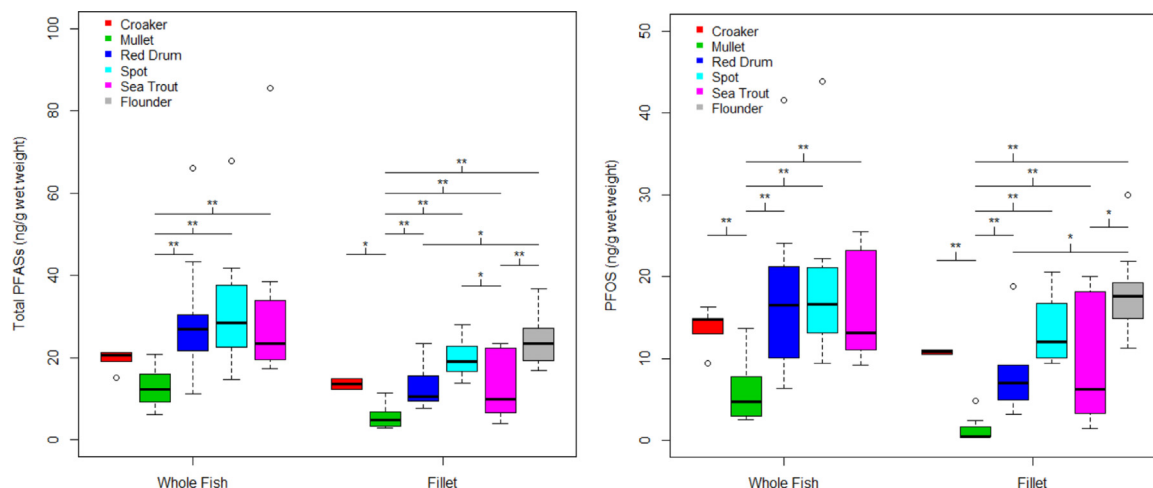 Total PFASs (ng/g wet weight)
100
80
60
40
20
0
Croaker
Mullet
Red Drum
Spot
Sea Trout
Flounder
**
**
**
**
**
**
**
*
*
**
*
Whole Fish
Fillet
PFOS (ng/g wet weight)
50
40
30
20
10
0
Croaker
Mullet
Red Drum
Spot
Sea Trout
Flounder
**
**
**
**
**
**
**
**
*
**
*
Whole Fish
Fillet